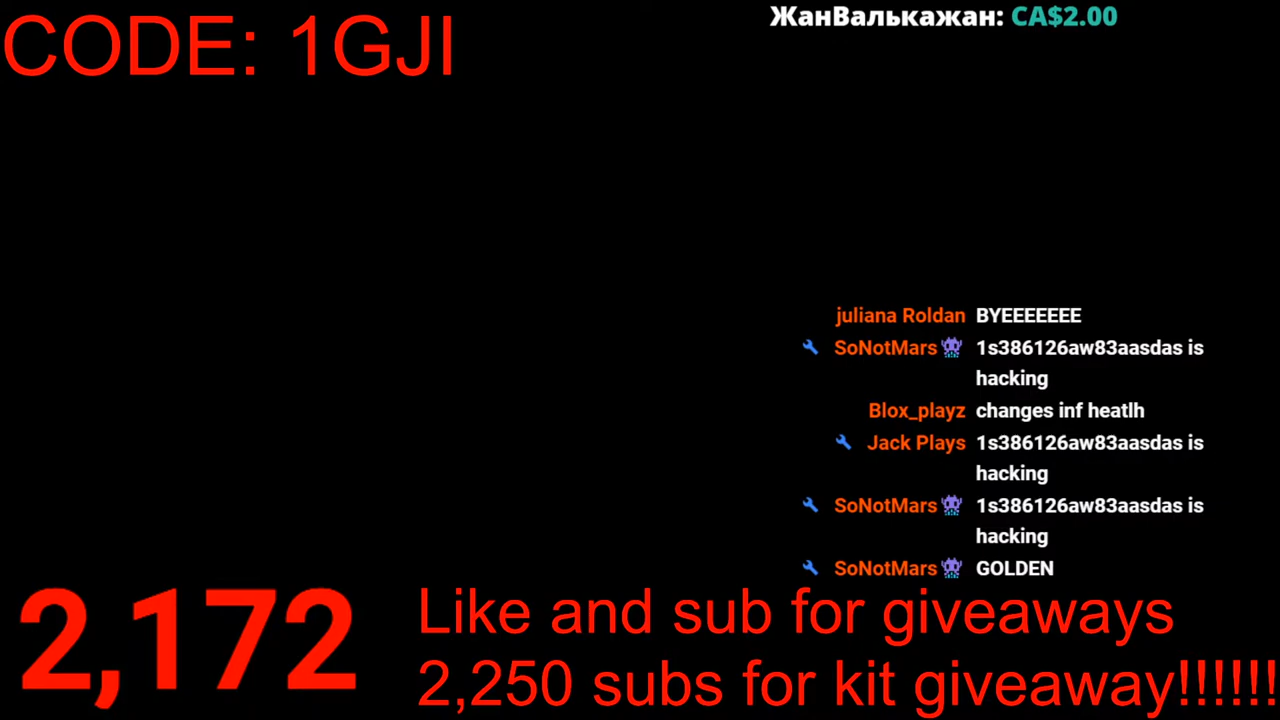 CODE: 1GJI
ЖанВалькажан: CA$2.00
juliana Roldan BYEEEEEEE
SoNotMars 1s386126aw83aasdas is
hacking
Blox_playz changes inf heatlh
Jack Plays 1s386126aw83aasdas is
hacking
SoNotMars 1s386126aw83aasdas is
hacking
SoNotMars GOLDEN
2,172
Like and sub for giveaways
2,250 subs for kit giveaway!!!!!!